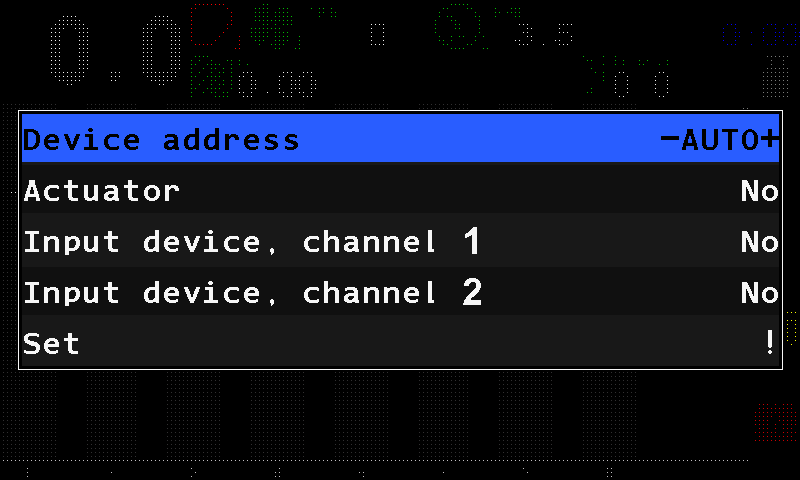 Device address -AUTO+
Actuator No
Input device, channel 1 No
Input device, channel 2 No
Set !